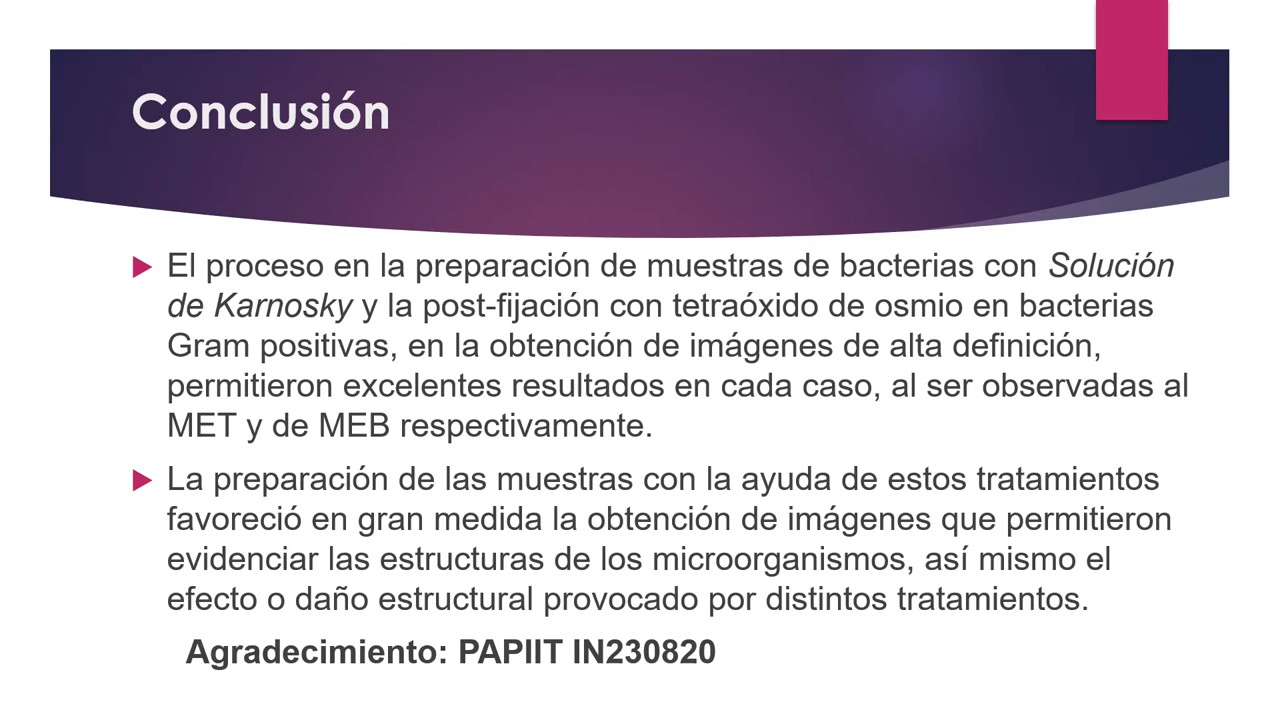 Conclusión
El proceso en la preparación de muestras de bacterias con Solución
de Karnosky y la post-fijación con tetraóxido de osmio en bacterias
Gram positivas, en la obtención de imágenes de alta definición,
permitieron excelentes resultados en cada caso, al ser observadas al
MET y de MEB respectivamente.
La preparación de las muestras con la ayuda de estos tratamientos
favoreció en gran medida la obtención de imágenes que permitieron
evidenciar las estructuras de los microorganismos, así mismo el
efecto o daño estructural provocado por distintos tratamientos.
Agradecimiento: PAPIIT IN230820